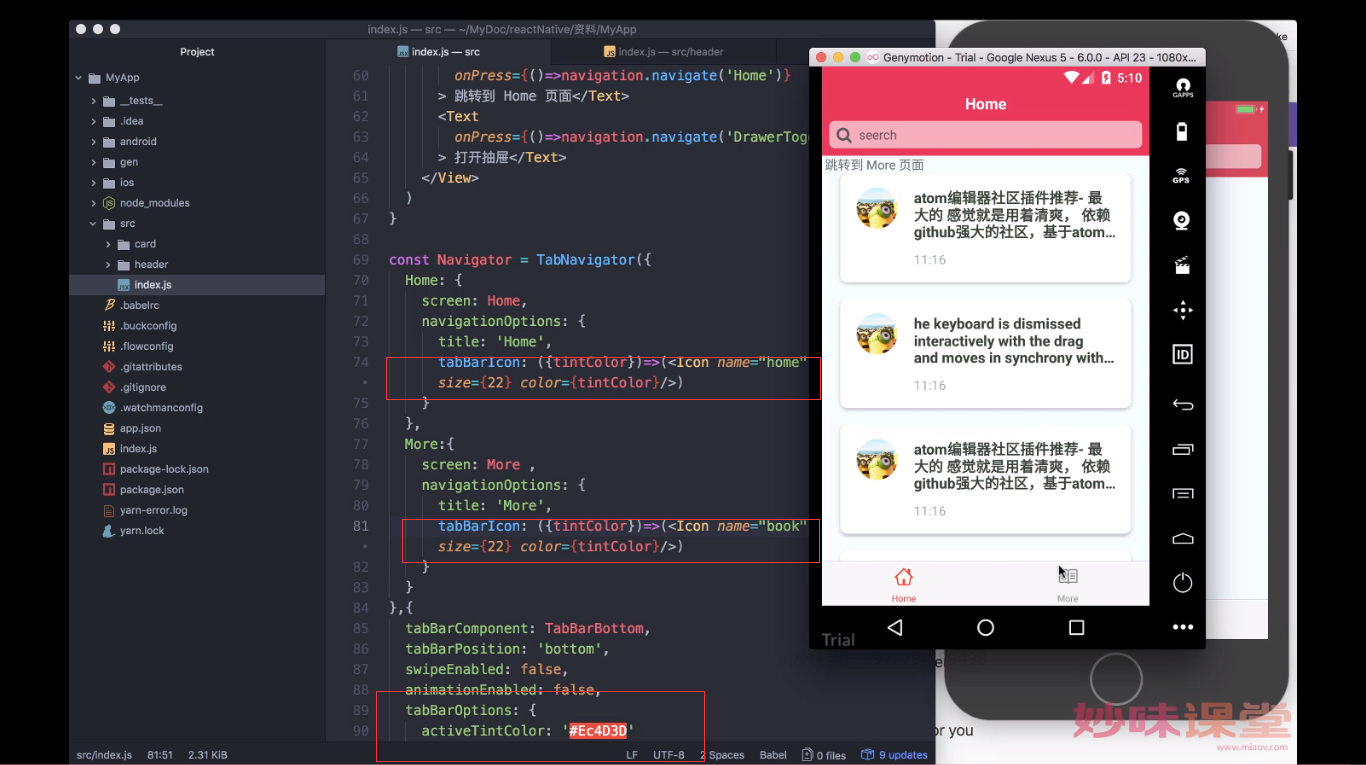 index.js — src — ~/MyDoc/reactNative/资料/MyApp
Project
index.js — src
index.js — src/header
MyApp
__tests__
.idea
android
gen
ios
node_modules
src
card
header
index.js
.babelrc
.buckconfig
.flowconfig
.gitattributes
.gitignore
.watchmanconfig
app.json
index.js
package-lock.json
package.json
yarn-error.log
yarn.lock
60 onPress={()=>navigation.navigate('Home')}
61 > 跳转到 Home 页面</Text>
62 <Text
63 onPress={()=>navigation.navigate('DrawerTog
64 > 打开抽屉</Text>
65 </View>
66 )
67 }
68
69 const Navigator = TabNavigator({
70 Home: {
71 screen: Home,
72 navigationOptions: {
73 title: 'Home',
74 tabBarIcon: ({tintColor})=>(<Icon name="home"
• size={22} color={tintColor}/>)
75 }
76 },
77 More:{
78 screen: More ,
79 navigationOptions: {
80 title: 'More',
81 tabBarIcon: ({tintColor})=>(<Icon name="book"
• size={22} color={tintColor}/>)
82 }
83 }
84 },{
85 tabBarComponent: TabBarBottom,
86 tabBarPosition: 'bottom',
87 swipeEnabled: false,
88 animationEnabled: false,
89 tabBarOptions: {
90 activeTintColor: '#Ec4D3D'
src/index.js 81:51 2.31 KiB
LF UTF-8 2 Spaces Babel 0 files 9 updates
Genymotion - Trial - Google Nexus 5 - 6.0.0 - API 23 - 1080x...
5:10
Home
seerch
跳转到 More 页面
atom编辑器社区插件推荐- 最
大的 感觉就是用着清爽， 依赖
github强大的社区，基于atom...
11:16
he keyboard is dismissed
interactively with the drag
and moves in synchrony with...
11:16
atom编辑器社区插件推荐- 最
大的 感觉就是用着清爽， 依赖
github强大的社区，基于atom...
11:16
Home
More
Trial
GAPPS
GPS
ID
ke
or you
妙味课堂
www.miaov.com